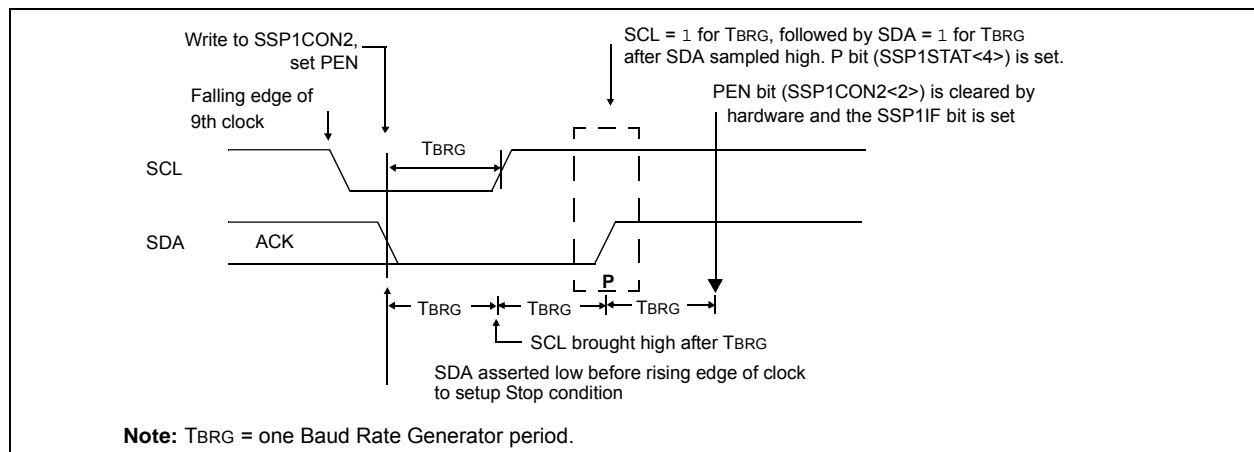 Write to SSP1CON2,
set PEN
SCL = 1 for TBRG, followed by SDA = 1 for TBRG
after SDA sampled high. P bit (SSP1STAT<4>) is set.
Falling edge of
9th clock
PEN bit (SSP1CON2<2>) is cleared by
hardware and the SSP1IF bit is set
TBRG
SCL
SDA
ACK
P
TBRG
TBRG
TBRG
SCL brought high after TBRG
SDA asserted low before rising edge of clock
to setup Stop condition
Note: TBRG = one Baud Rate Generator period.